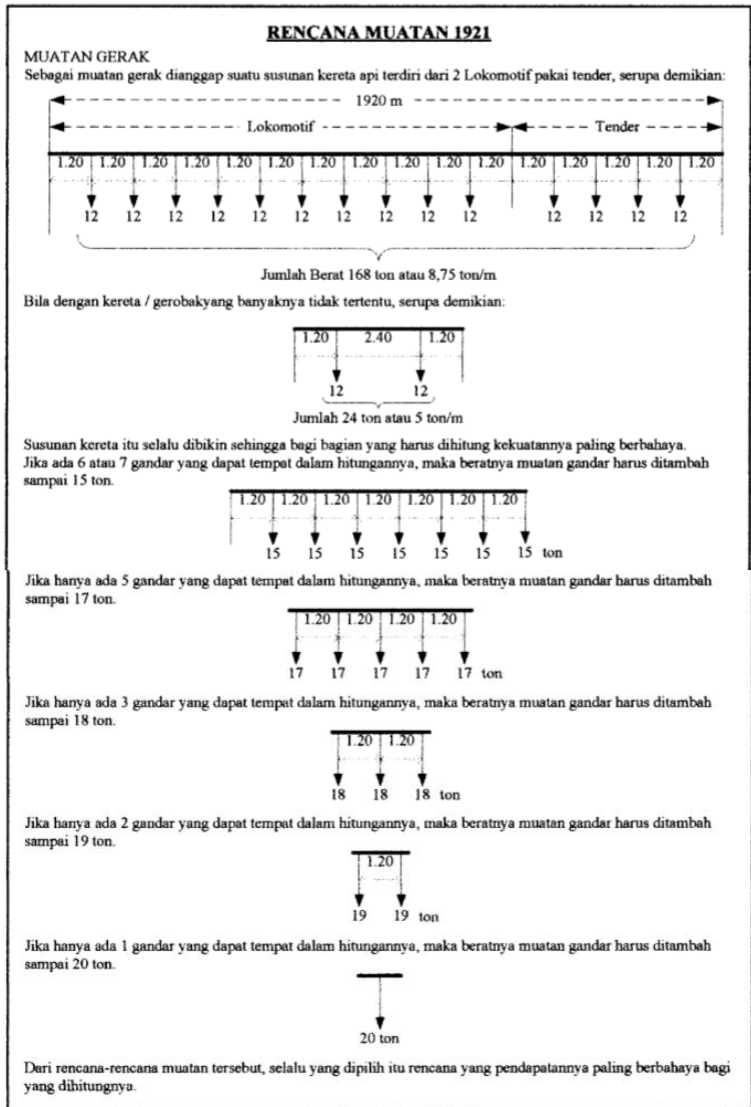 RENCANA MUATAN 1921
MUATAN GERAK
Sebagai muatan gerak dianggap suatu susunan kereta api terdiri dari 2 Lokomotif pakai tender, serupa demikian:
1920 m
Lokomotif Tender
1.20 1.20 1.20 1.20 1.20 1.20 1.20 1.20 1.20 1.20 1.20 1.20 1.20 1.20 1.20 1.20
12 12 12 12 12 12 12 12 12 12 12 12 12 12
Jumlah Berat 168 ton atau 8,75 ton/m
Bila dengan kereta / gerobakyang banyaknya tidak tertentu, serupa demikian:
1.20 2.40 1.20
12 12
Jumlah 24 ton atau 5 ton/m
Susunan kereta itu selalu dibikin sehingga bagi bagian yang harus dihitung kekuatannya paling berbahaya.
Jika ada 6 atau 7 gandar yang dapat tempat dalam hitungannya, maka beratnya muatan gandar harus ditambah
sampai 15 ton.
1.20 1.20 1.20 1.20 1.20 1.20 1.20
15 15 15 15 15 15 15 ton
Jika hanya ada 5 gandar yang dapat tempat dalam hitungannya, maka beratnya muatan gandar harus ditambah
sampai 17 ton.
1.20 1.20 1.20 1.20
17 17 17 17 17 ton
Jika hanya ada 3 gandar yang dapat tempat dalam hitungannya, maka beratnya muatan gandar harus ditambah
sampai 18 ton.
1.20 1.20
18 18 18 ton
Jika hanya ada 2 gandar yang dapat tempat dalam hitungannya, maka beratnya muatan gandar harus ditambah
sampai 19 ton.
1.20
19 19 ton
Jika hanya ada 1 gandar yang dapat tempat dalam hitungannya, maka beratnya muatan gandar harus ditambah
sampai 20 ton.
20 ton
Dari rencana-rencana muatan tersebut, selalu yang dipilih itu rencana yang pendapatannya paling berbahaya bagi
yang dihitungnya.